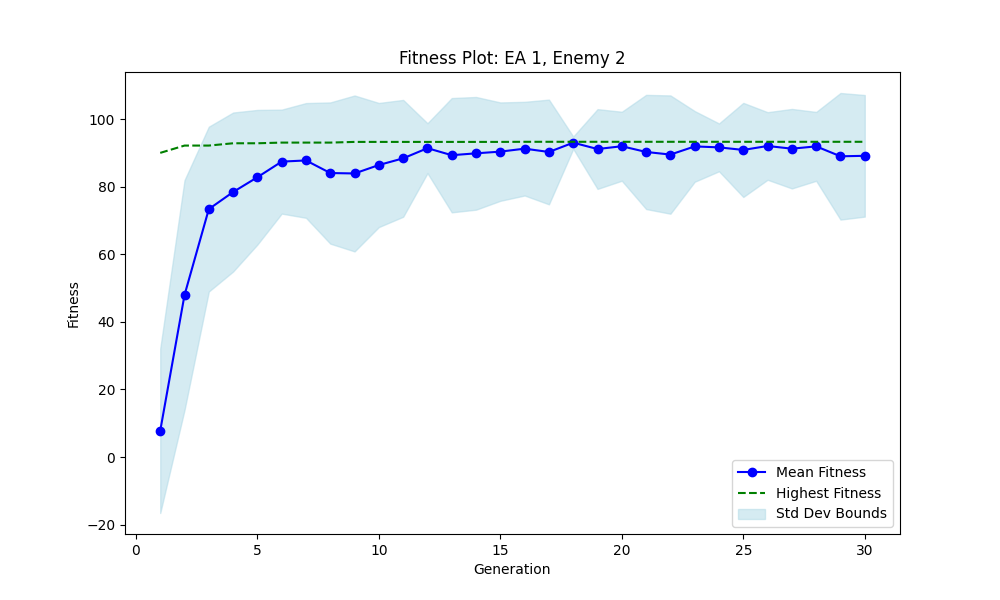 Fitness Plot: EA 1, Enemy 2
100
80
60
40
20
0
−20
Fitness
0 5 10 15 20 25 30
Generation
Mean Fitness
Highest Fitness
Std Dev Bounds